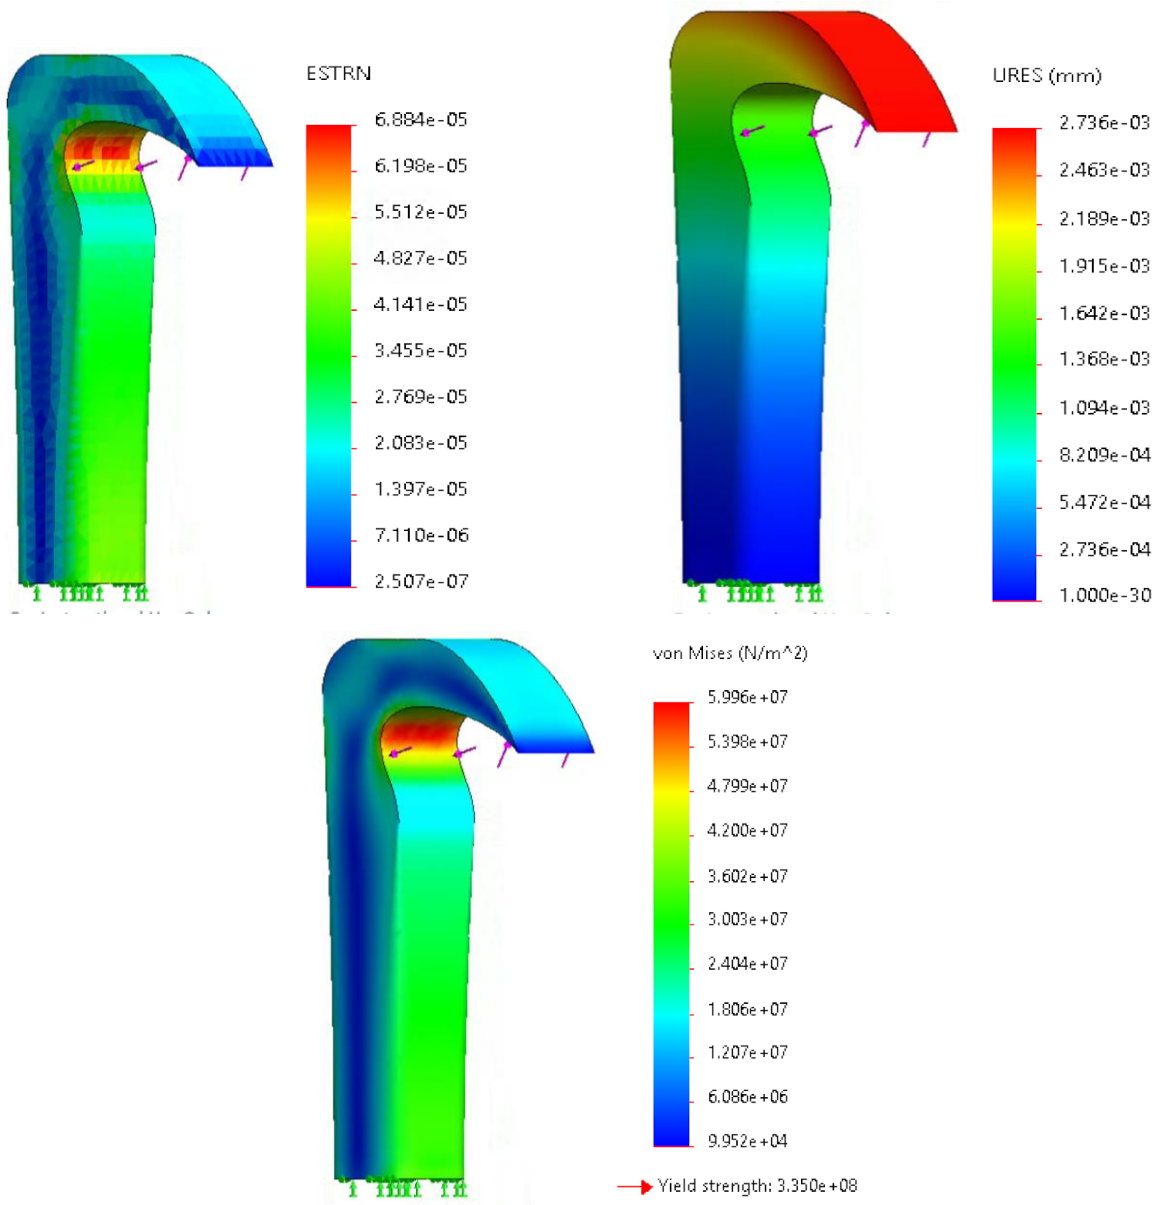 ESTRN
6.884e-05
6.198e-05
5.512e-05
4.827e-05
4.141e-05
3.455e-05
2.769e-05
2.083e-05
1.397e-05
7.110e-06
2.507e-07
URES (mm)
2.736e-03
2.463e-03
2.189e-03
1.915e-03
1.642e-03
1.368e-03
1.094e-03
8.209e-04
5.472e-04
2.736e-04
1.000e-30
von Mises (N/m^2)
5.996e+07
5.398e+07
4.799e+07
4.200e+07
3.602e+07
3.003e+07
2.404e+07
1.806e+07
1.207e+07
6.086e+06
9.952e+04
Yield strength: 3.350e+08